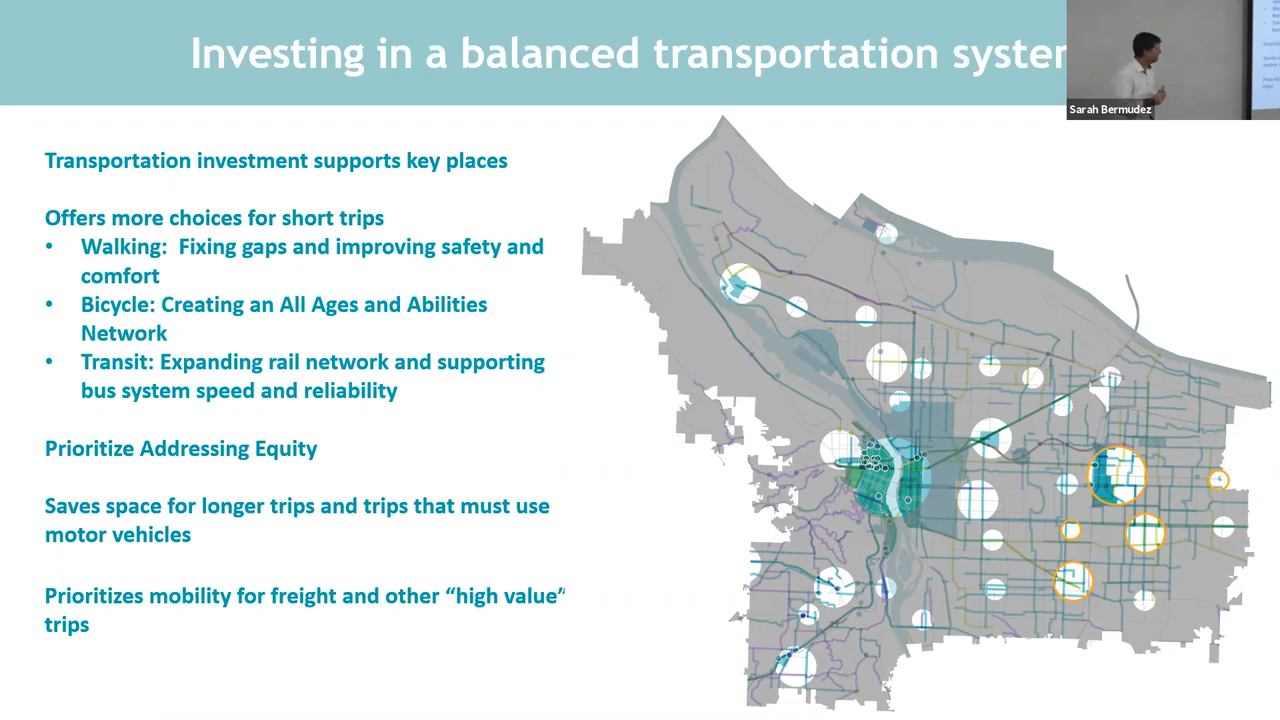 Investing in a balanced transportation system
Sarah Bermudez
Transportation investment supports key places
Offers more choices for short trips
• Walking: Fixing gaps and improving safety and
comfort
• Bicycle: Creating an All Ages and Abilities
Network
• Transit: Expanding rail network and supporting
bus system speed and reliability
Prioritize Addressing Equity
Saves space for longer trips and trips that must use
motor vehicles
Prioritizes mobility for freight and other “high value”
trips